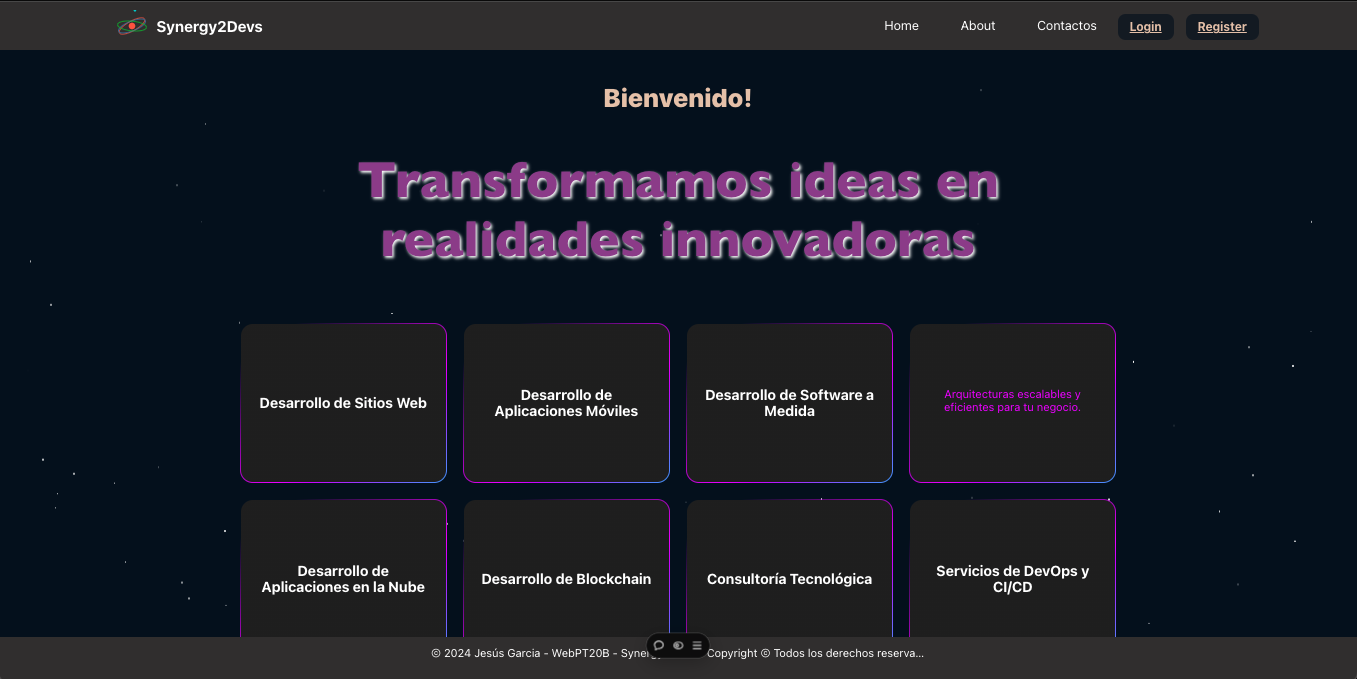 Synergy2Devs
Home
About
Contactos
Login
Register
Bienvenido!
Transformamos ideas en
realidades innovadoras
Desarrollo de Sitios Web
Desarrollo de
Aplicaciones Móviles
Desarrollo de Software a
Medida
Arquitecturas escalables y
eficientes para tu negocio.
Desarrollo de
Aplicaciones en la Nube
Desarrollo de Blockchain
Consultoría Tecnológica
Servicios de DevOps y
CI/CD
© 2024 Jesús Garcia - WebPT20B - Copyright © Todos los derechos reserva...